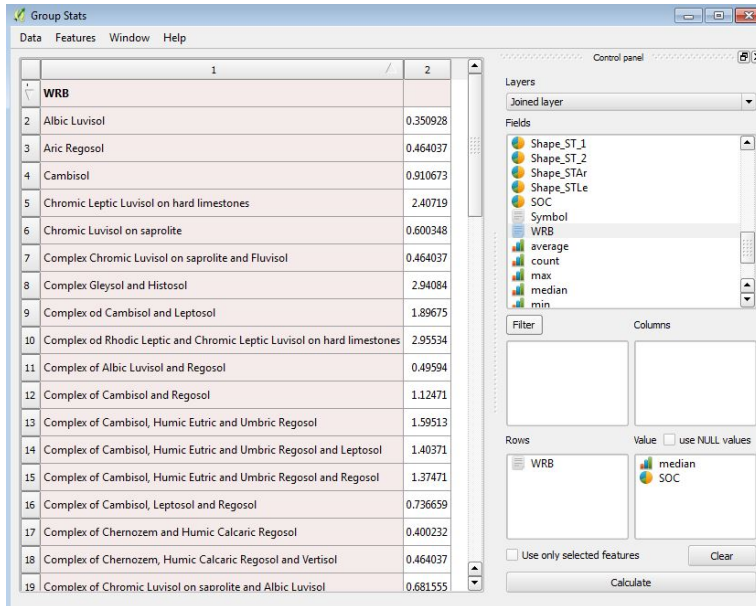 Group Stats
Data Features Window Help
1 2
WRB
2 Albic Luvisol 0.350928
3 Aric Regosol 0.464037
4 Cambisol 0.910673
5 Chromic Leptic Luvisol on hard limestones 2.40719
6 Chromic Luvisol on saprolite 0.600348
7 Complex Chromic Luvisol on saprolite and Fluvisol 0.464037
8 Complex Gleysol and Histosol 2.94084
9 Complex od Cambisol and Leptosol 1.89675
10 Complex od Rhodic Leptic and Chromic Leptic Luvisol on hard limestones 2.95534
11 Complex of Albic Luvisol and Regosol 0.49594
12 Complex of Cambisol and Regosol 1.12471
13 Complex of Cambisol, Humic Eutric and Umbric Regosol 1.59513
14 Complex of Cambisol, Humic Eutric and Umbric Regosol and Leptosol 1.40371
15 Complex of Cambisol, Humic Eutric and Umbric Regosol and Regosol 1.37471
16 Complex of Cambisol, Leptosol and Regosol 0.736659
17 Complex of Chernozem and Humic Calcaric Regosol 0.400232
18 Complex of Chernozem, Humic Calcaric Regosol and Vertisol 0.464037
19 Complex of Chromic Luvisol on saprolite and Albic Luvisol 0.681555
Control panel
Layers
Joined layer
Fields
Shape_ST_1
Shape_ST_2
Shape_STAr
Shape_STLe
SOC
Symbol
WRB
average
count
max
median
min
Filter Columns
Rows Value use NULL values
WRB median
SOC
Use only selected features Clear
Calculate